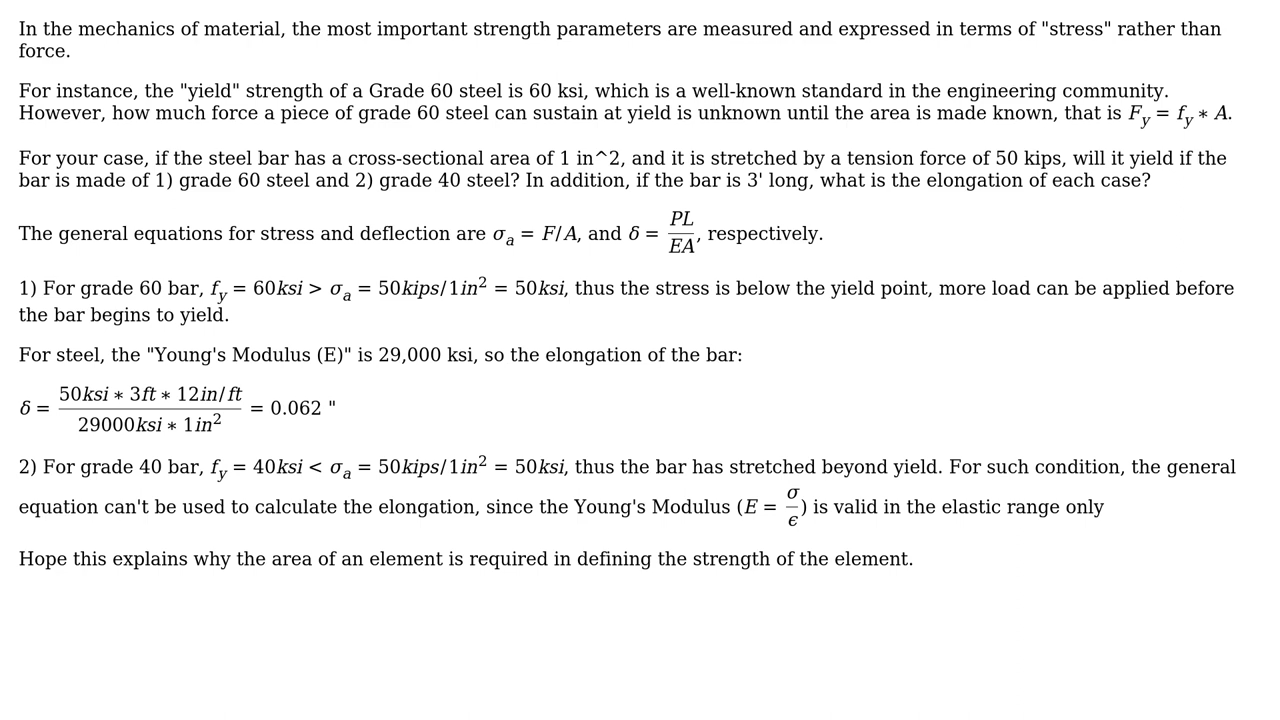 In the mechanics of material, the most important strength parameters are measured and expressed in terms of "stress" rather than
force.
For instance, the "yield" strength of a Grade 60 steel is 60 ksi, which is a well-known standard in the engineering community.
However, how much force a piece of grade 60 steel can sustain at yield is unknown until the area is made known, that is $F_y = f_y * A$.
For your case, if the steel bar has a cross-sectional area of 1 in^2, and it is stretched by a tension force of 50 kips, will it yield if the
bar is made of 1) grade 60 steel and 2) grade 40 steel? In addition, if the bar is 3' long, what is the elongation of each case?
The general equations for stress and deflection are $\sigma_a = F/A$, and $\delta = \frac{PL}{EA}$, respectively.
1) For grade 60 bar, $f_y = 60ksi > \sigma_a = 50kips/1in^2 = 50ksi$, thus the stress is below the yield point, more load can be applied before
the bar begins to yield.
For steel, the "Young's Modulus (E)" is 29,000 ksi, so the elongation of the bar:
$\delta = \frac{50ksi * 3ft * 12in/ft}{29000ksi * 1in^2} = 0.062$ "
2) For grade 40 bar, $f_y = 40ksi < \sigma_a = 50kips/1in^2 = 50ksi$, thus the bar has stretched beyond yield. For such condition, the general
equation can't be used to calculate the elongation, since the Young's Modulus ($E = \frac{\sigma}{\epsilon}$) is valid in the elastic range only
Hope this explains why the area of an element is required in defining the strength of the element.